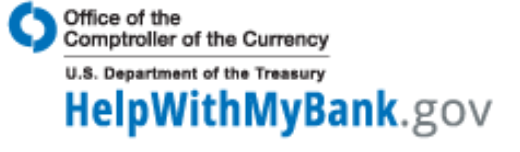 Office of the
Comptroller of the Currency
U.S. Department of the Treasury
HelpWithMyBank.gov